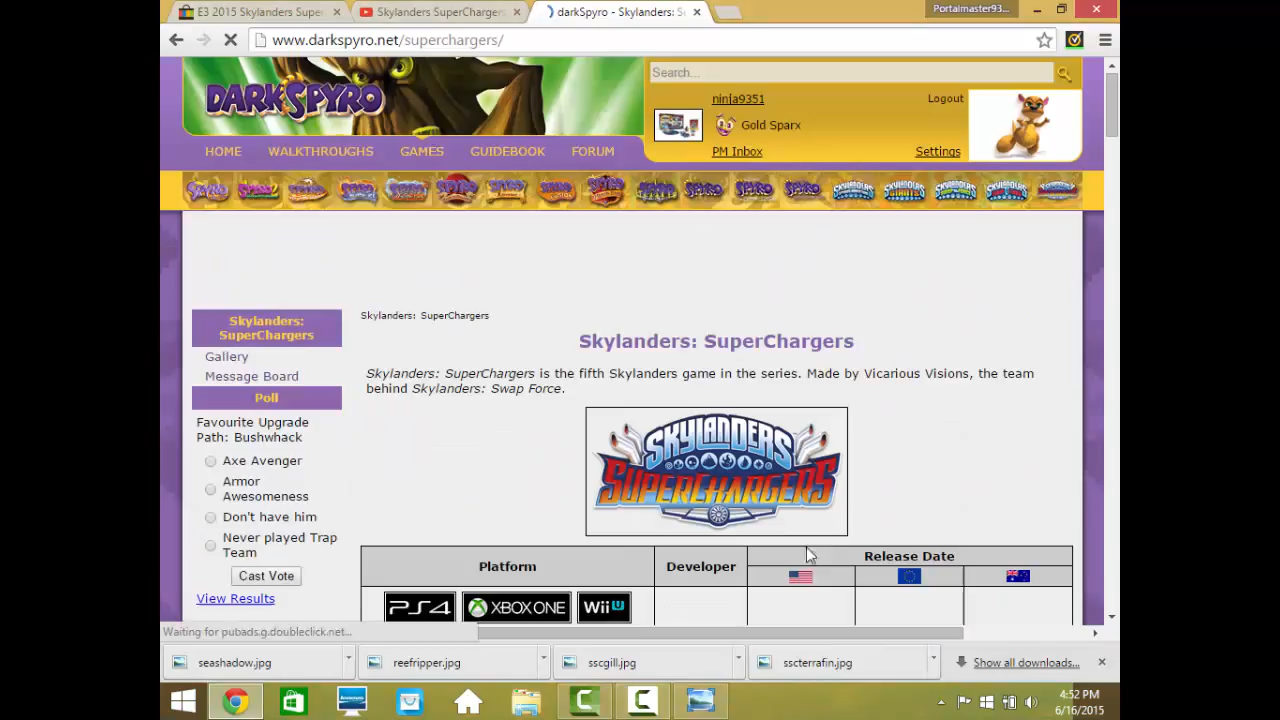 E3 2015 Skylanders Super
Skylanders SuperChargers
darkSpyro - Skylanders: S
Portalmaster93...
www.darkspyro.net/superchargers/
DARKSPYRO
Search...
ninja9351
Logout
Gold Sparx
PM Inbox
Settings
HOME WALKTHROUGHS GAMES GUIDEBOOK FORUM
Skylanders:
SuperChargers
Gallery
Message Board
Poll
Favourite Upgrade
Path: Bushwhack
Axe Avenger
Armor
Awesomeness
Don't have him
Never played Trap
Team
Cast Vote
View Results
Skylanders: SuperChargers
Skylanders: SuperChargers
Skylanders: SuperChargers is the fifth Skylanders game in the series. Made by Vicarious Visions, the team
behind Skylanders: Swap Force.
SKYLANDERS
SUPERCHARGERS
Platform
Developer
Release Date
PS4 XBOX ONE Wii U
Waiting for pubads.g.doubleclick.net...
seashadow.jpg
reefripper.jpg
sscgill.jpg
sscterrafin.jpg
Show all downloads...
4:52 PM
6/16/2015